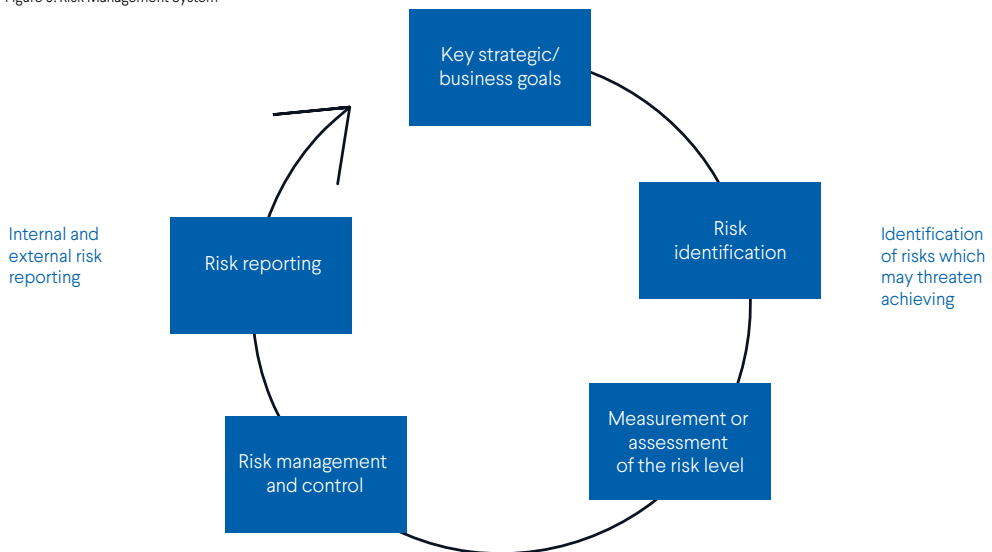 Key strategic/
business goals
Risk
identification
Identification
of risks which
may threaten
achieving
Measurement or
assessment
of the risk level
Risk management
and control
Risk reporting
Internal and
external risk
reporting